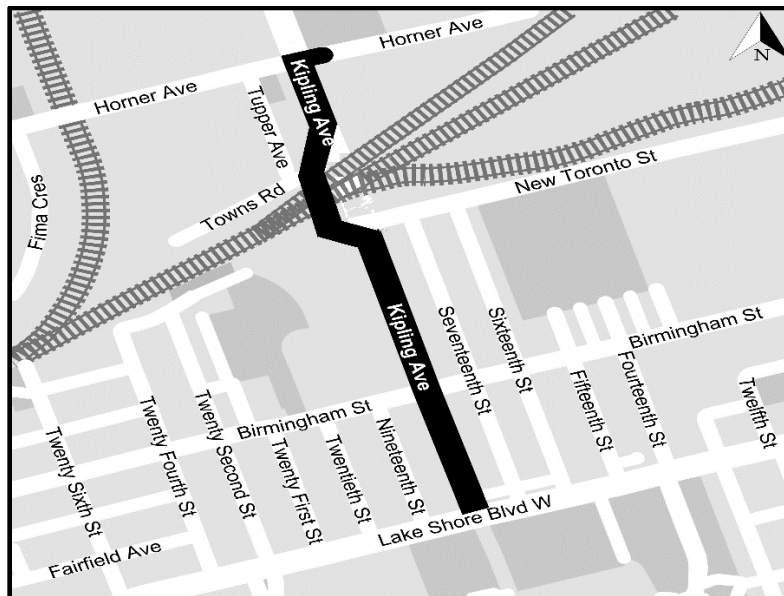 Horner Ave
Horner Ave
Kipling Ave
Tupper Ave
N
Fima Cres
Towns Rd
New Toronto St
Kipling Ave
Seventeenth St
Sixteenth St
Birmingham St
Birmingham St
Fifteenth St
Fourteenth St
Twelfth St
Twenty Sixth St
Twenty Fourth St
Twenty Second St
Twenty First St
Twentieth St
Nineteenth St
Lake Shore Blvd W
Fairfield Ave